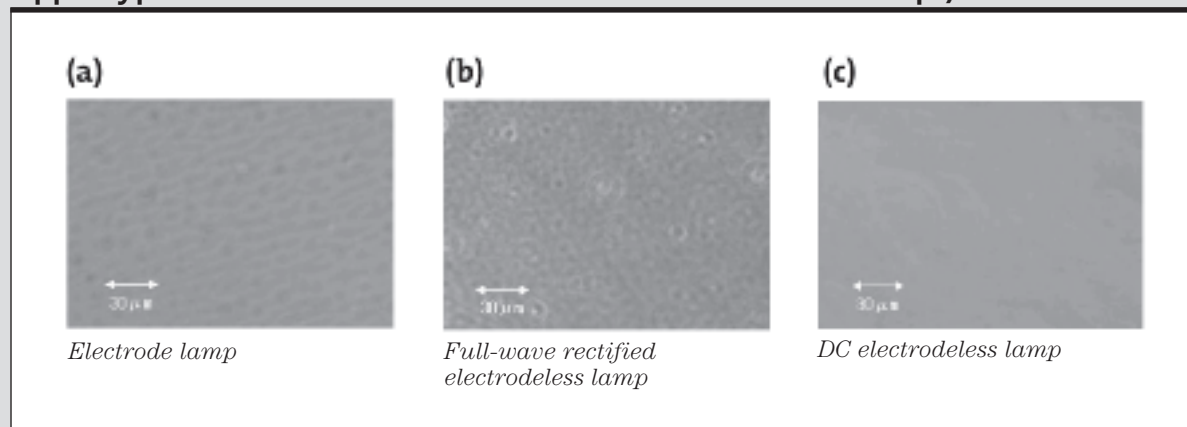 (a) (b) (c)
30 μm 30 μm 30 μm
Electrode lamp Full-wave rectified DC electrodeless lamp
electrodeless lamp